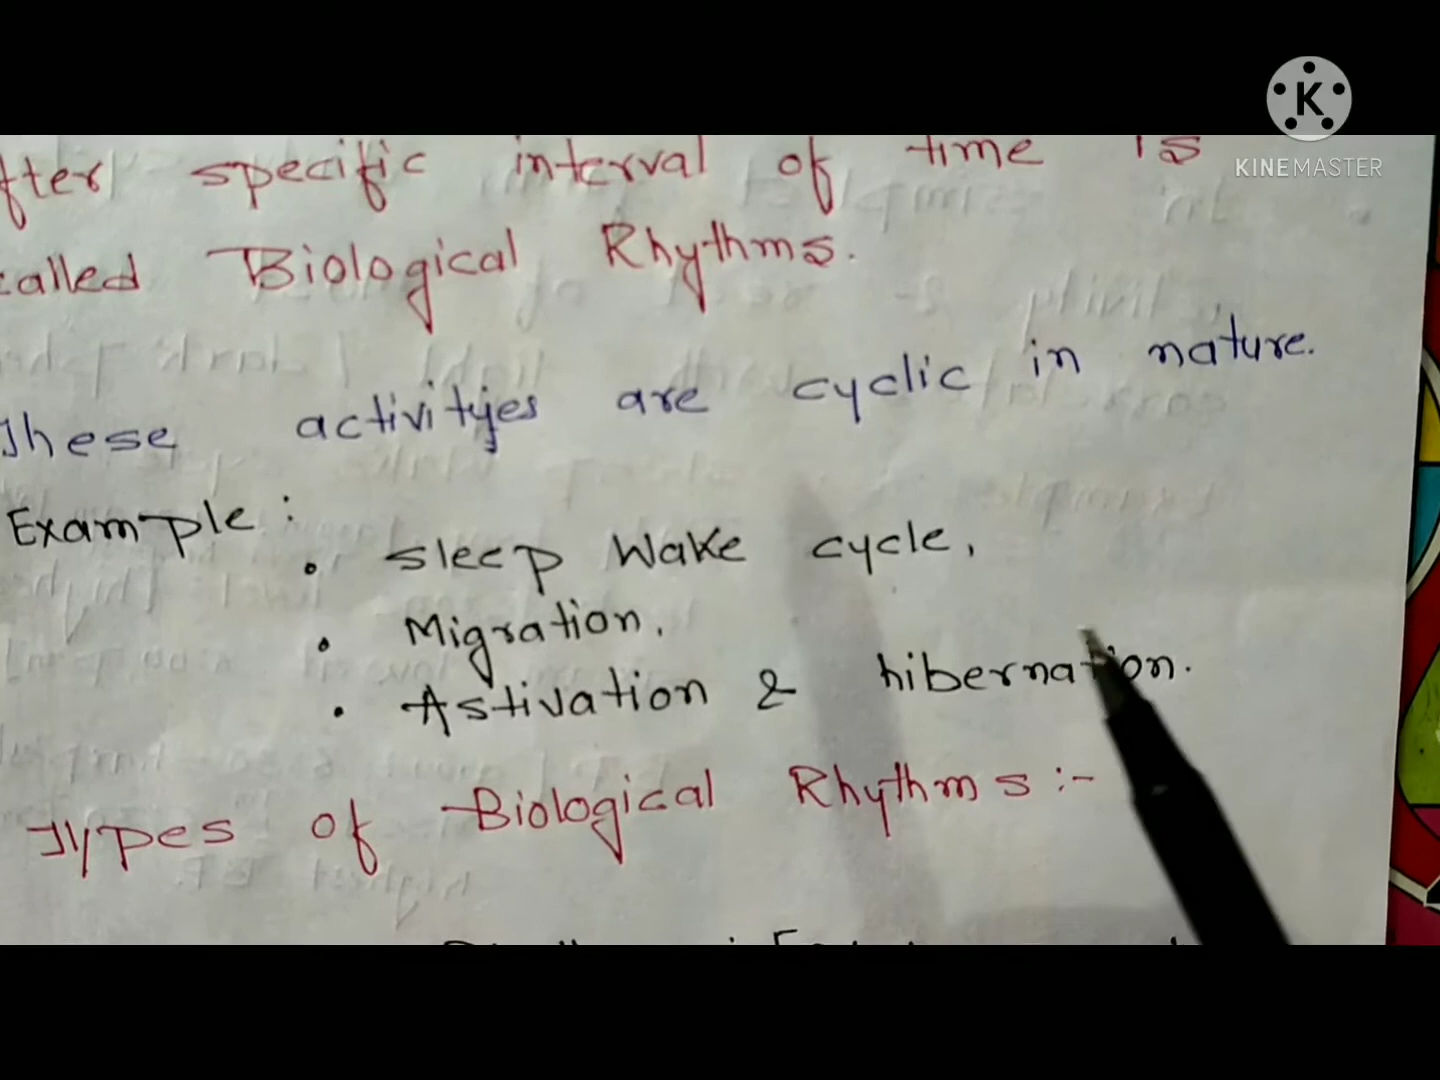 K
KINEMASTER
fter specific interval of time is
called Biological Rhythms.
These activityes are cyclic in nature.
Example :
• Sleep Wake cycle,
• Migration,
• Astivation & hibernation.
Types of Biological Rhythms :-